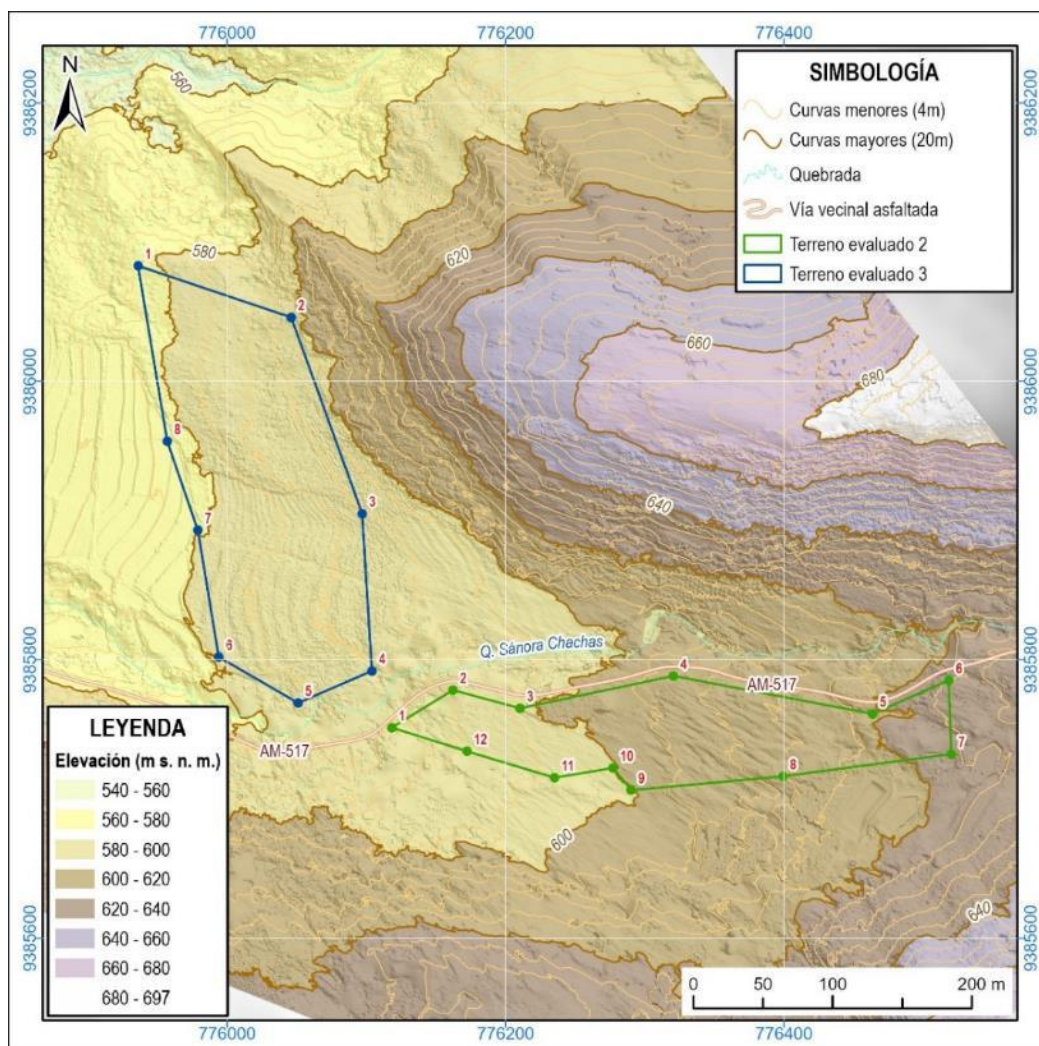 776000
776200
776400
N
9386200
9386000
9385800
9385600
9386200
9386000
9385800
9385600
SIMBOLOGÍA
Curvas menores (4m)
Curvas mayores (20m)
Quebrada
Vía vecinal asfaltada
Terreno evaluado 2
Terreno evaluado 3
560
580
620
660
680
640
600
640
1
2
3
4
5
6
7
8
Q. Sánora Chachas
AM-517
AM-517
1
2
3
4
5
6
7
8
9
10
11
12
LEYENDA
Elevación (m s. n. m.)
540 - 560
560 - 580
580 - 600
600 - 620
620 - 640
640 - 660
660 - 680
680 - 697
0 50 100 200 m
776000
776200
776400